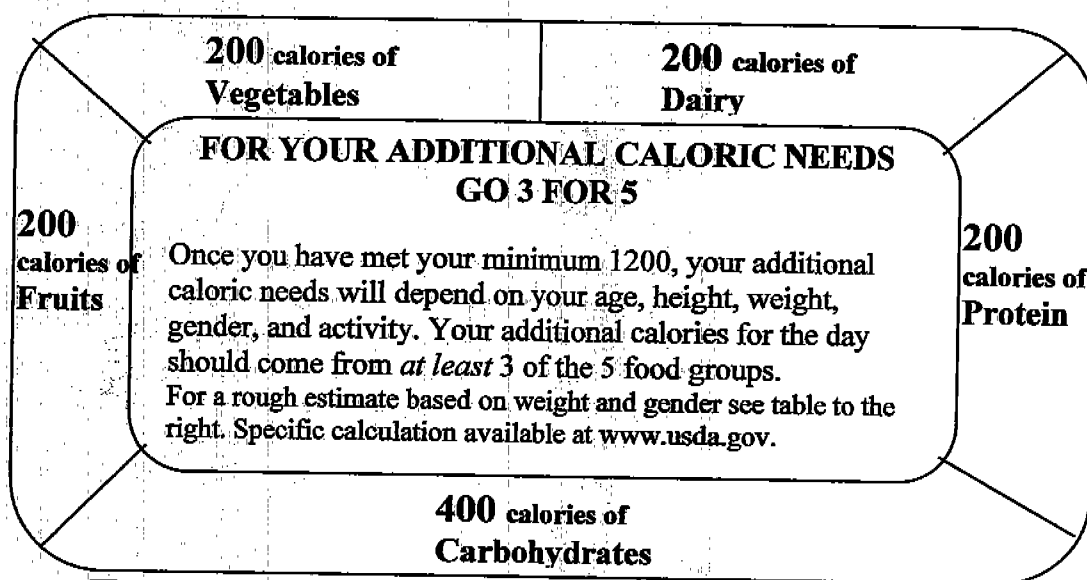 200 calories of
Vegetables
200 calories of
Dairy
FOR YOUR ADDITIONAL CALORIC NEEDS
GO 3 FOR 5
200
calories of
Fruits
Once you have met your minimum 1200, your additional
caloric needs will depend on your age, height, weight,
gender, and activity. Your additional calories for the day
should come from at least 3 of the 5 food groups.
For a rough estimate based on weight and gender see table to the
right. Specific calculation available at www.usda.gov.
200
calories of
Protein
400 calories of
Carbohydrates